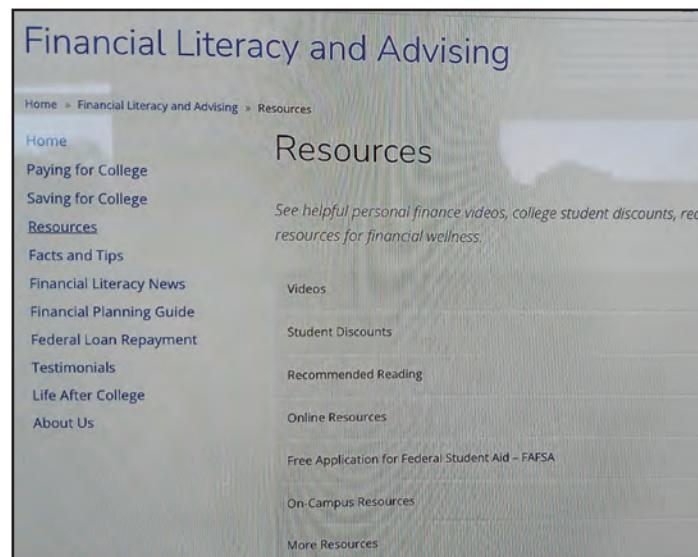 Financial Literacy and Advising
Home » Financial Literacy and Advising » Resources
Home
Paying for College
Saving for College
Resources
Facts and Tips
Financial Literacy News
Financial Planning Guide
Federal Loan Repayment
Testimonials
Life After College
About Us
Resources
See helpful personal finance videos, college student discounts,
resources for financial wellness.
Videos
Student Discounts
Recommended Reading
Online Resources
Free Application for Federal Student Aid – FAFSA
On-Campus Resources
More Resources